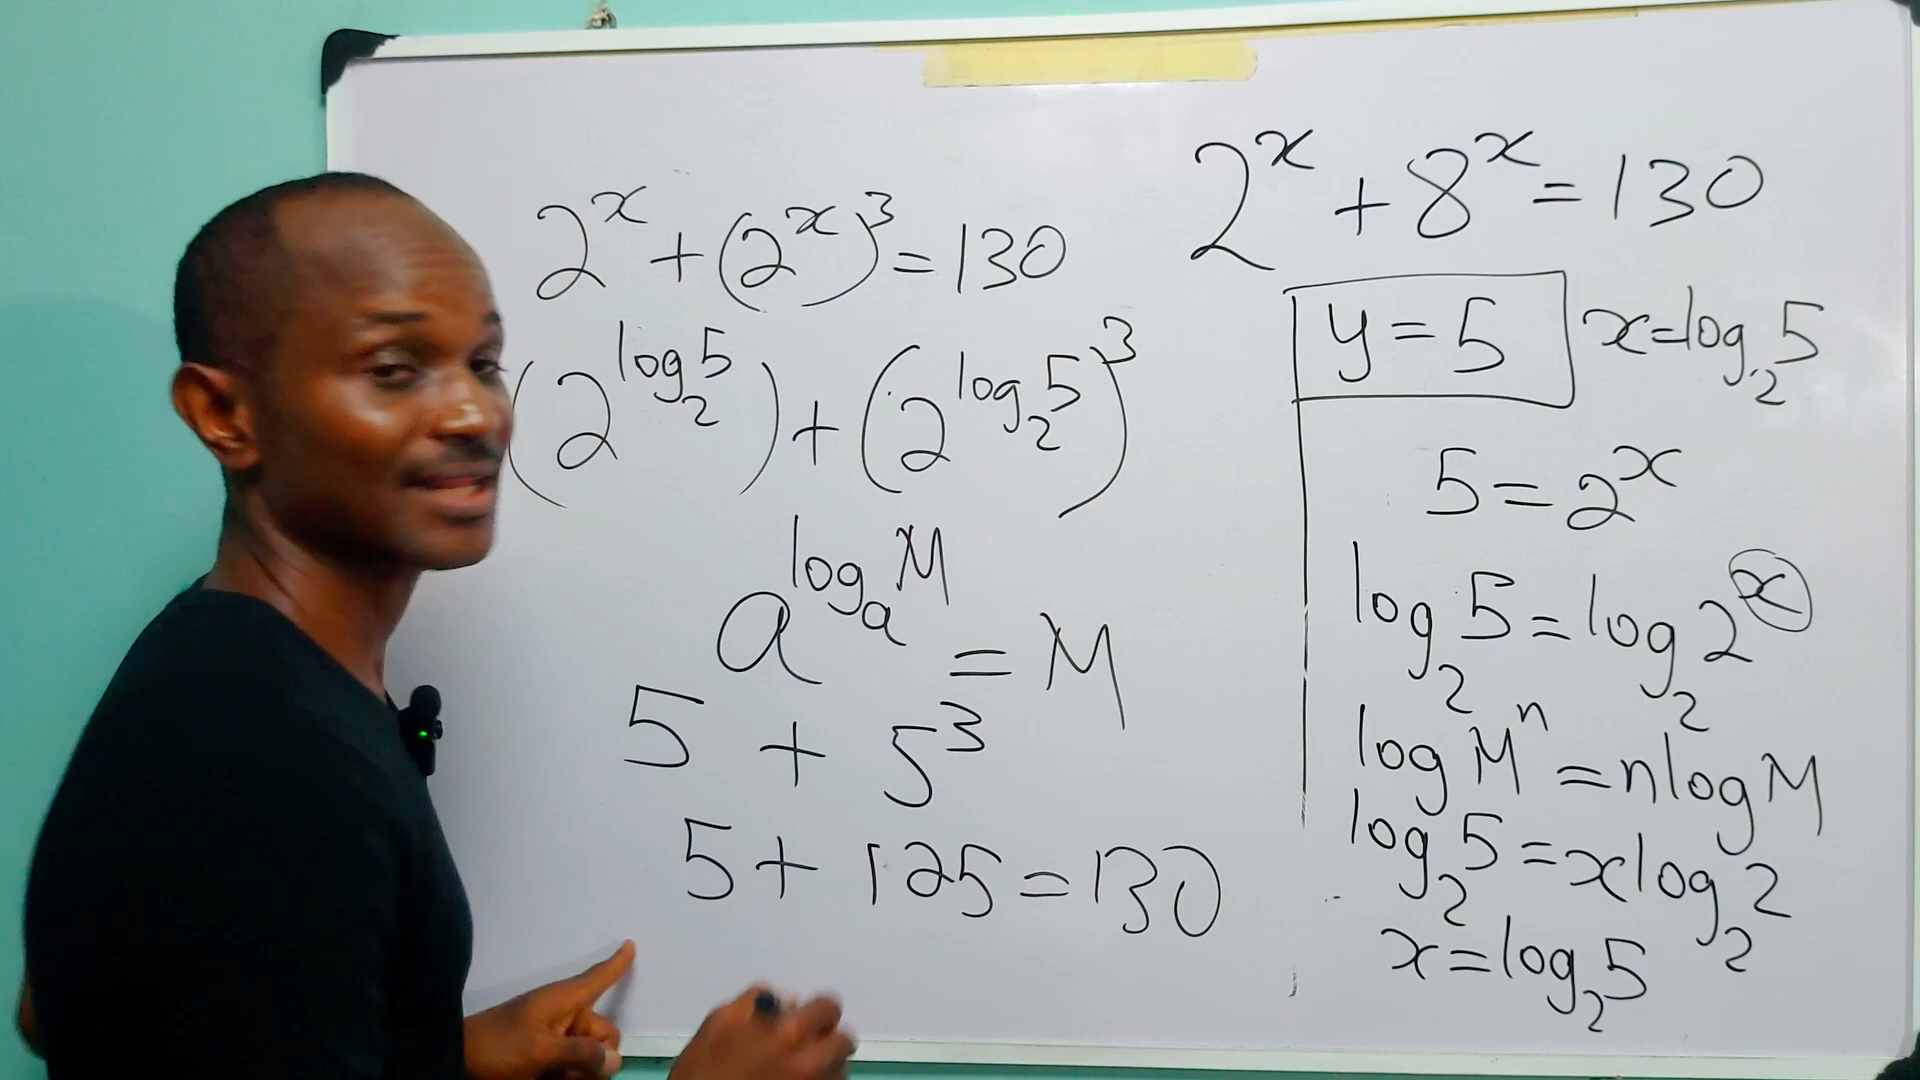 2^x + (2^x)^3 = 130
(2^{log_2 5}) + (2^{log_2 5})^3
a^{log_a M} = M
5 + 5^3
5 + 125 = 130
2^x + 8^x = 130
y = 5 x = log_2 5
5 = 2^x
log_2 5 = log_2 2^x
log M^n = n log M
log_2 5 = x log_2 2
x = log_2 5